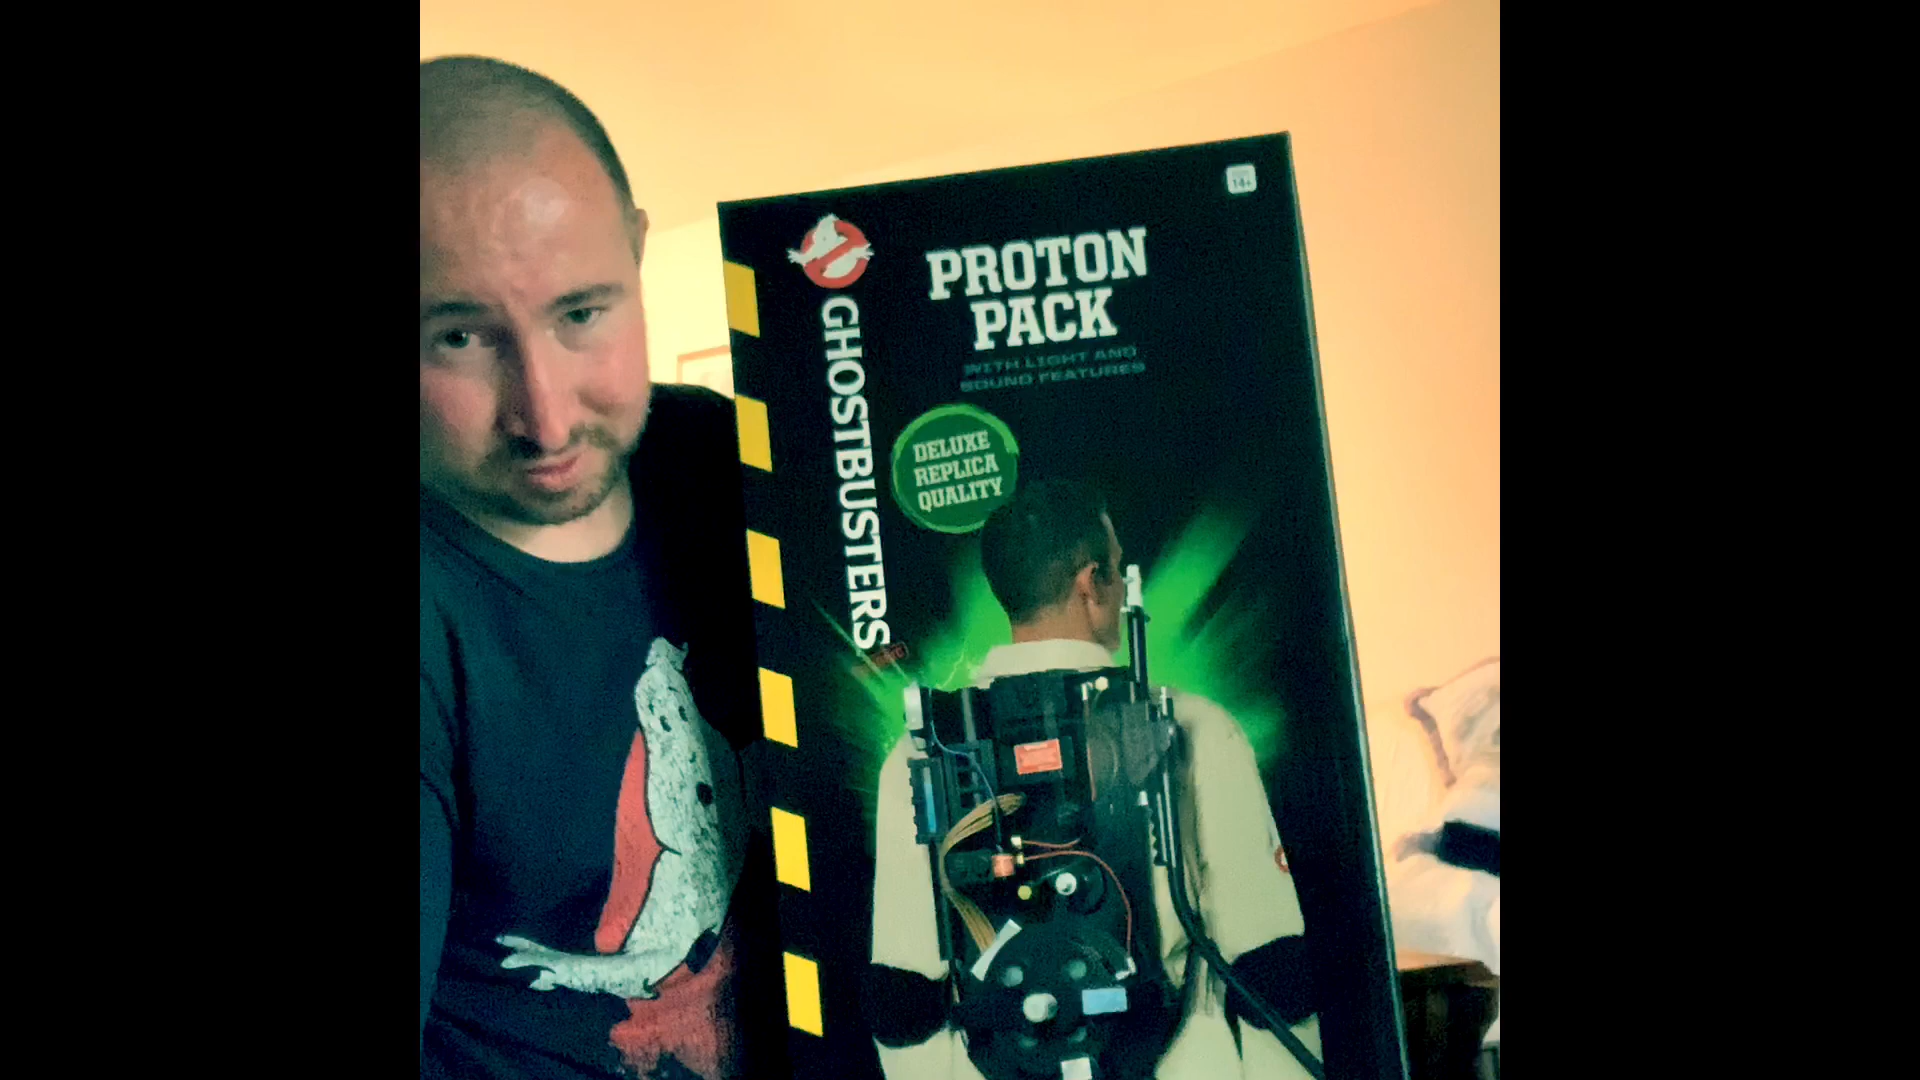 14+
PROTON
PACK
WITH LIGHT AND
SOUND FEATURES
GHOSTBUSTERS
DELUXE
REPLICA
QUALITY